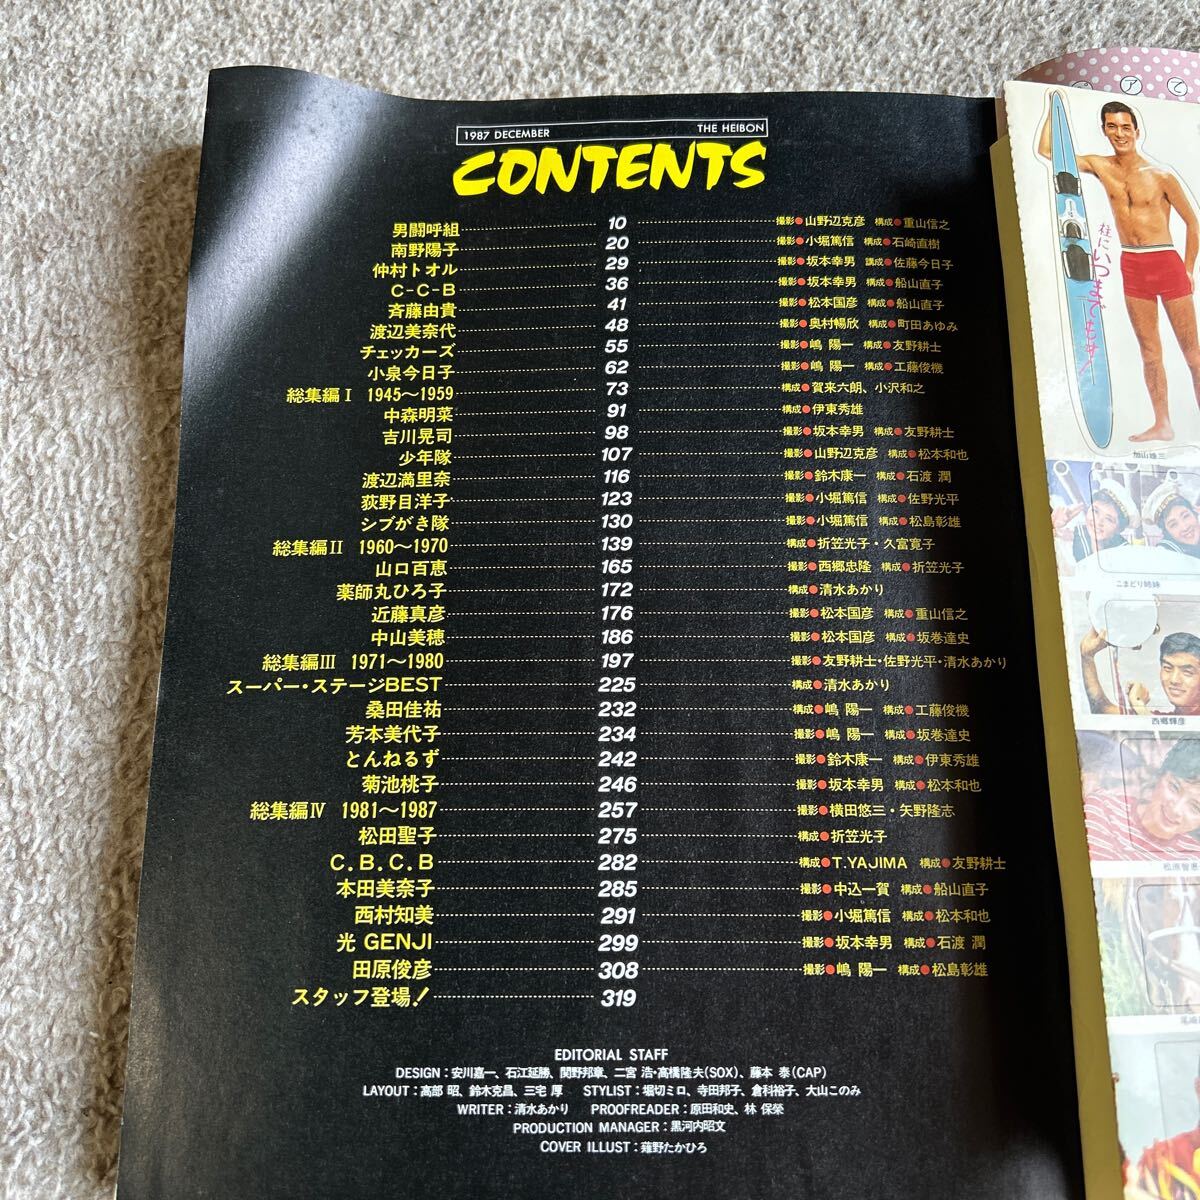 1987 DECEMBER THE HEIBON
CONTENTS
男闘呼組 10 撮影●山野辺克彦 構成●重山信之
南野陽子 20 撮影●小堀篤信 構成●石崎直樹
仲村トオル 29 撮影●坂本幸男 講成●佐藤今日子
C-C-B 36 撮影●坂本幸男 構成●船山直子
斉藤由貴 41 撮影●松本国彦 構成●船山直子
渡辺美奈代 48 撮影●奥村暢欣 構成●町田あゆみ
チェッカーズ 55 撮影●嶋 陽一 構成●友野耕士
小泉今日子 62 撮影●嶋 陽一 構成●工藤俊機
総集編Ⅰ 1945〜1959 73 構成●賀来六朗、小沢和之
中森明菜 91 構成●伊東秀雄
吉川晃司 98 撮影●坂本幸男 構成●友野耕士
少年隊 107 撮影●山野辺克彦 構成●松本和也
渡辺満里奈 116 撮影●鈴木康一 構成●石渡 潤
荻野目洋子 123 撮影●小堀篤信 構成●佐野光平
シブがき隊 130 撮影●小堀篤信 構成●松島彰雄
総集編Ⅱ 1960〜1970 139 構成●折笠光子・久富寛子
山口百恵 165 撮影●西郷忠隆 構成●折笠光子
薬師丸ひろ子 172 構成●清水あかり
近藤真彦 176 撮影●松本国彦 構成●重山信之
中山美穂 186 撮影●松本国彦 構成●坂巻達史
総集編Ⅲ 1971〜1980 197 撮影●友野耕士・佐野光平・清水あかり
スーパー・ステージBEST 225 構成●清水あかり
桑田佳祐 232 構成●嶋 陽一 構成●工藤俊機
芳本美代子 234 撮影●嶋 陽一 構成●坂巻達史
とんねるず 242 撮影●鈴木康一 構成●伊東秀雄
菊池桃子 246 撮影●坂本幸男 構成●松本和也
総集編Ⅳ 1981〜1987 257 撮影●横田悠三・矢野隆志
松田聖子 275 構成●折笠光子
C.B.C.B 282 構成●T.YAJIMA 構成●友野耕士
本田美奈子 285 撮影●中込一賀 構成●船山直子
西村知美 291 撮影●小堀篤信 構成●松本和也
光 GENJI 299 撮影●坂本幸男 構成●石渡 潤
田原俊彦 308 撮影●嶋 陽一 構成●松島彰雄
スタッフ登場! 319
EDITORIAL STAFF
DESIGN：安川嘉一、石江延勝、関野邦章、二宮 浩・高橋隆夫(SOX)、藤本 泰(CAP)
LAYOUT：高部 昭、鈴木克昌、三宅 厚 STYLIST：堀切ミロ、寺田邦子、倉科裕子、大山このみ
WRITER：清水あかり PROOFREADER：原田和史、林 保榮
PRODUCTION MANAGER：黒河内昭文
COVER ILLUST：薙野たかひろ
アて
柱にいつまでもす!
加山雄三
こまどり姉妹
西郷輝彦
松原智恵
尾崎